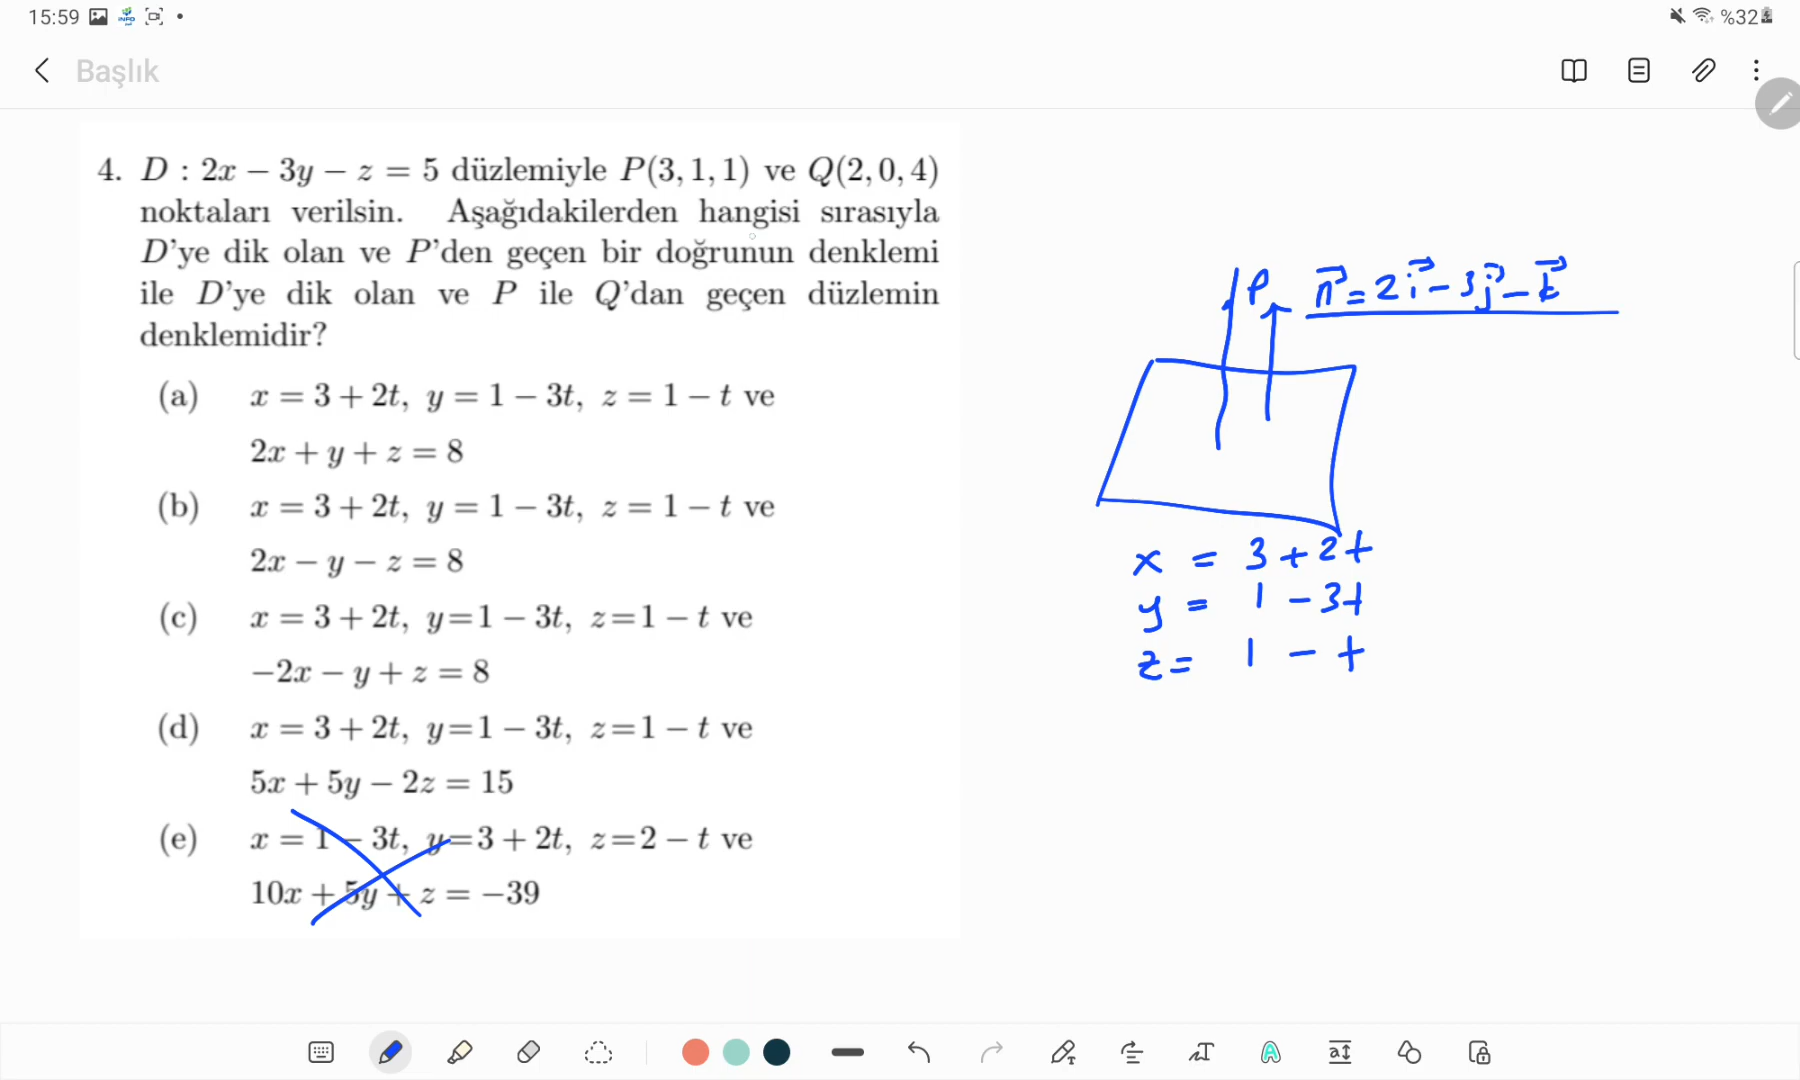 15:59
%32
Başlık
4. D : 2x − 3y − z = 5 düzlemiyle P(3, 1, 1) ve Q(2, 0, 4)
noktaları verilsin. Aşağıdakilerden hangisi sırasıyla
D’ye dik olan ve P’den geçen bir doğrunun denklemi
ile D’ye dik olan ve P ile Q’dan geçen düzlemin
denklemidir?
(a) x = 3 + 2t, y = 1 − 3t, z = 1 − t ve
2x + y + z = 8
(b) x = 3 + 2t, y = 1 − 3t, z = 1 − t ve
2x − y − z = 8
(c) x = 3 + 2t, y=1 − 3t, z=1 − t ve
−2x − y + z = 8
(d) x = 3 + 2t, y=1 − 3t, z=1 − t ve
5x + 5y − 2z = 15
(e) x = 1 − 3t, y=3 + 2t, z=2 − t ve
10x + 5y + z = −39
P n⃗ = 2i⃗ − 3j⃗ − k⃗
x = 3 + 2t
y = 1 − 3t
z = 1 − t